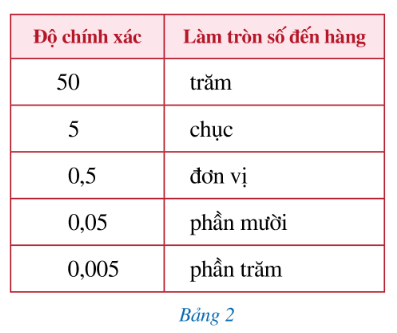 Độ chính xác Làm tròn số đến hàng
50 trăm
5 chục
0,5 đơn vị
0,05 phần mười
0,005 phần trăm
Bảng 2